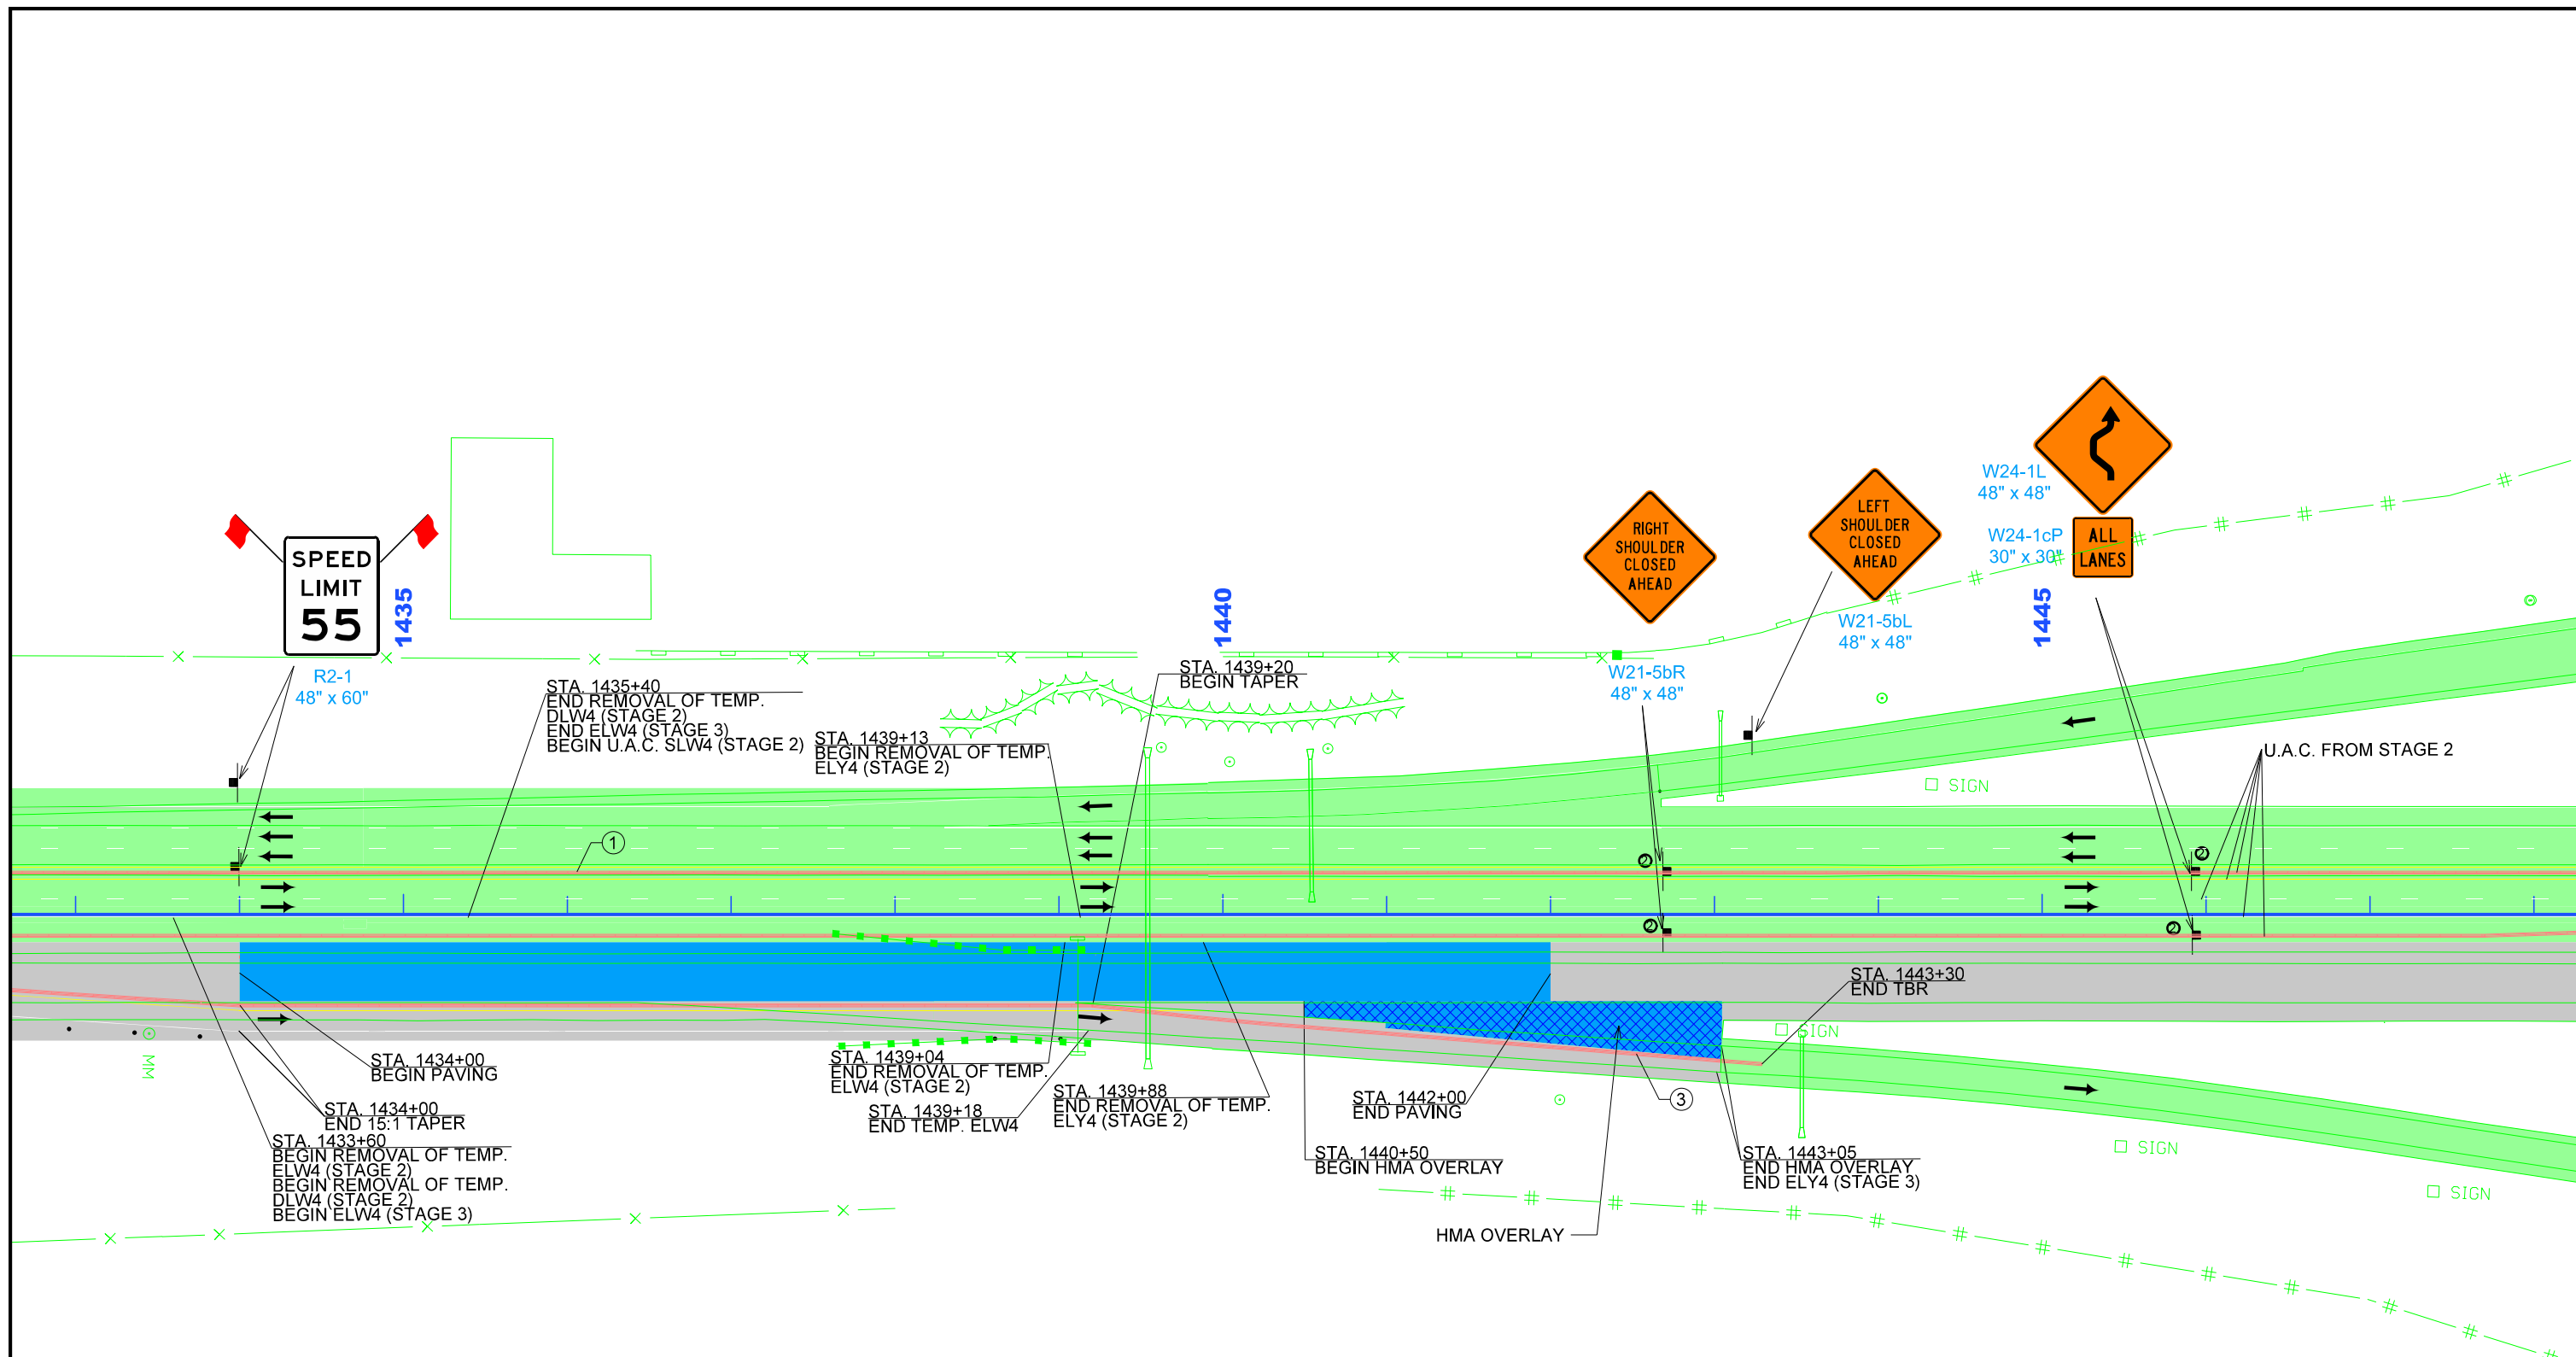 W24-1L
48" x 48"
W24-1cP
30" x 30"
ALL
LANES
RIGHT
SHOULDER
CLOSED
AHEAD
LEFT
SHOULDER
CLOSED
AHEAD
SPEED
LIMIT
55
1435
1440
1445
W21-5bL
48" x 48"
W21-5bR
48" x 48"
R2-1
48" x 60"
STA. 1439+20
BEGIN TAPER
STA. 1435+40
END REMOVAL OF TEMP.
DLW4 (STAGE 2)
END ELW4 (STAGE 3)
BEGIN U.A.C. SLW4 (STAGE 2)
STA. 1439+13
BEGIN REMOVAL OF TEMP.
ELY4 (STAGE 2)
U.A.C. FROM STAGE 2
SIGN
1
2
2
2
2
STA. 1443+30
END TBR
SIGN
MM
STA. 1434+00
BEGIN PAVING
STA. 1434+00
END 15:1 TAPER
STA. 1433+60
BEGIN REMOVAL OF TEMP.
ELW4 (STAGE 2)
BEGIN REMOVAL OF TEMP.
DLW4 (STAGE 2)
BEGIN ELW4 (STAGE 3)
STA. 1439+04
END REMOVAL OF TEMP.
ELW4 (STAGE 2)
STA. 1439+18
END TEMP. ELW4
STA. 1439+88
END REMOVAL OF TEMP.
ELY4 (STAGE 2)
STA. 1442+00
END PAVING
3
STA. 1440+50
BEGIN HMA OVERLAY
STA. 1443+05
END HMA OVERLAY
END ELY4 (STAGE 3)
SIGN
SIGN
HMA OVERLAY